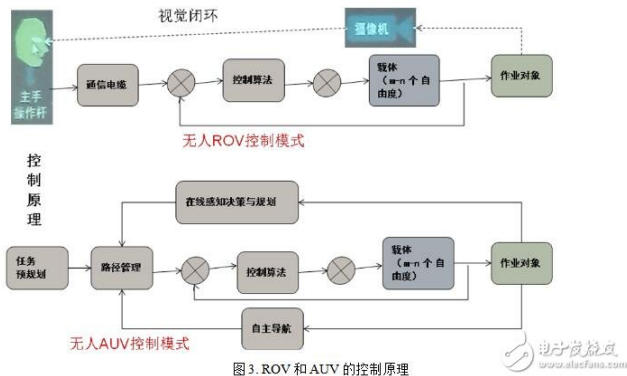 视觉闭环
摄像机
主手
操作杆
通信电缆
控制算法
载体
(m-n 个 自
由度)
作业对象
无人ROV控制模式
控制原理
在线感知决策与规划
任务
预规划
路径管理
控制算法
载体
(m-n 个 自
由度)
作业对象
自主导航
无人AUV控制模式
图 3. ROV 和 AUV 的控制原理
电子发烧友
www.elecfans.com